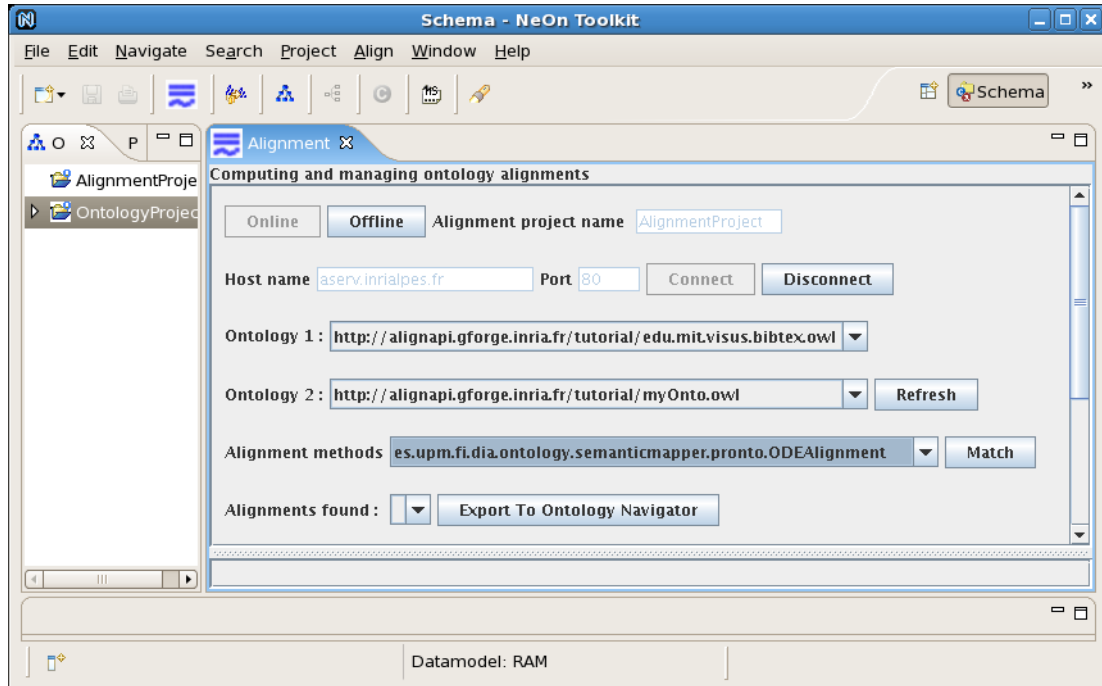 Schema - NeOn Toolkit
File Edit Navigate Search Project Align Window Help
Schema »
O P
Alignment
AlignmentProje
OntologyProjec
Computing and managing ontology alignments
Online Offline Alignment project name AlignmentProject
Host name aserv.inrialpes.fr Port 80 Connect Disconnect
Ontology 1 : http://alignapi.gforge.inria.fr/tutorial/edu.mit.visus.bibtex.owl
Ontology 2 : http://alignapi.gforge.inria.fr/tutorial/myOnto.owl Refresh
Alignment methods es.upm.fi.dia.ontology.semanticmapper.pronto.ODEAlignment Match
Alignments found : Export To Ontology Navigator
Datamodel: RAM